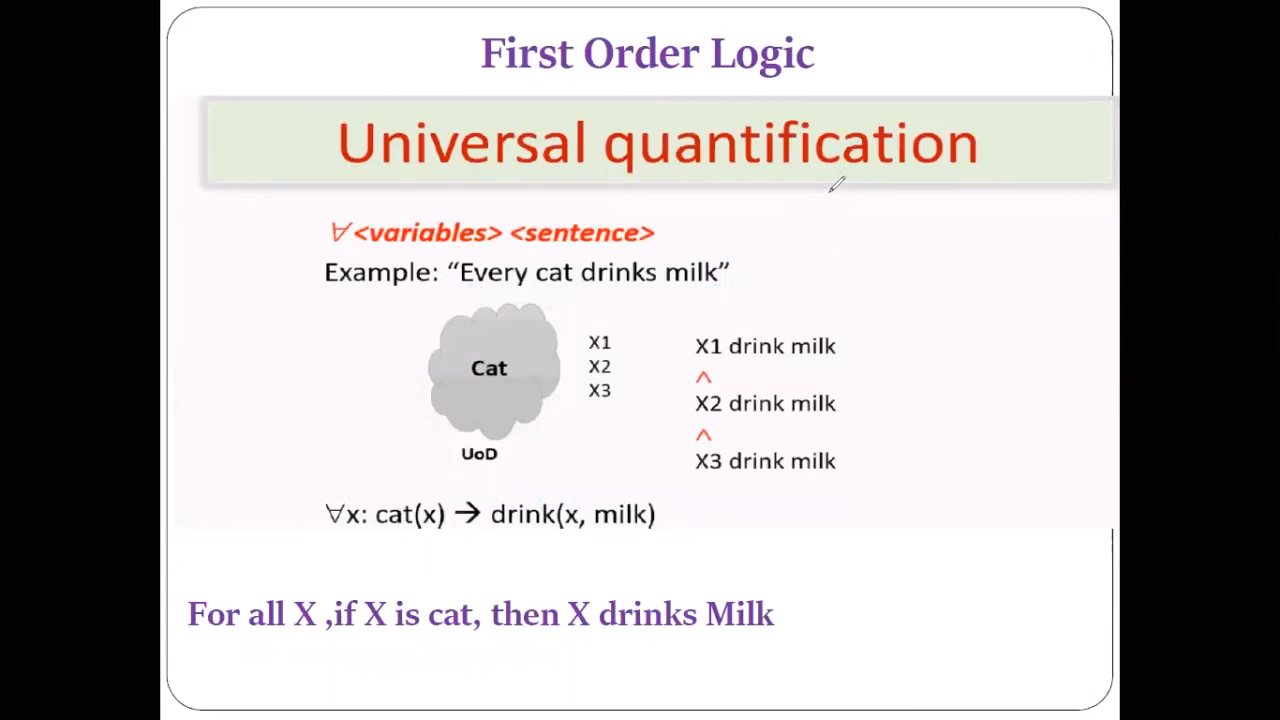 First Order Logic
Universal quantification
∀<variables> <sentence>
Example: “Every cat drinks milk”
Cat
UoD
X1
X2
X3
X1 drink milk
^
X2 drink milk
^
X3 drink milk
∀x: cat(x) → drink(x, milk)
For all X ,if X is cat, then X drinks Milk